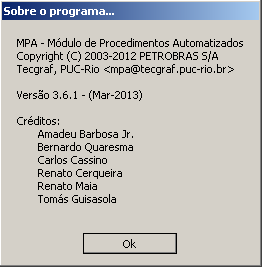 Sobre o programa...
MPA - Módulo de Procedimentos Automatizados
Copyright (C) 2003-2012 PETROBRAS S/A
Tecgraf, PUC-Rio <mpa@tecgraf.puc-rio.br>
Versão 3.6.1 - (Mar-2013)
Créditos:
Amadeu Barbosa Jr.
Bernardo Quaresma
Carlos Cassino
Renato Cerqueira
Renato Maia
Tomás Guisasola
Ok